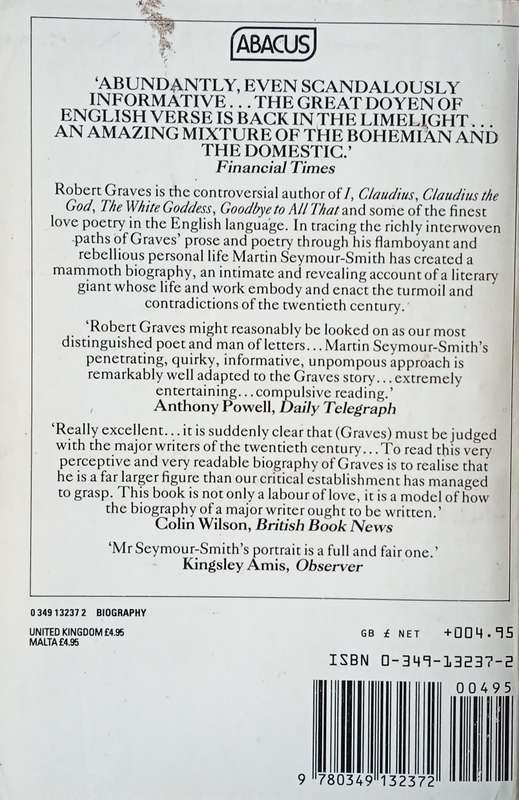 ABACUS
‘ABUNDANTLY, EVEN SCANDALOUSLY
INFORMATIVE...THE GREAT DOYEN OF
ENGLISH VERSE IS BACK IN THE LIMELIGHT...
AN AMAZING MIXTURE OF THE BOHEMIAN AND
THE DOMESTIC.’
Financial Times
Robert Graves is the controversial author of I, Claudius, Claudius the
God, The White Goddess, Goodbye to All That and some of the finest
love poetry in the English language. In tracing the richly interwoven
paths of Graves’ prose and poetry through his flamboyant and
rebellious personal life Martin Seymour-Smith has created a
mammoth biography, an intimate and revealing account of a literary
giant whose life and work embody and enact the turmoil and
contradictions of the twentieth century.
‘Robert Graves might reasonably be looked on as our most
distinguished poet and man of letters...Martin Seymour-Smith’s
penetrating, quirky, informative, unpompous approach is
remarkably well adapted to the Graves story...extremely
entertaining...compulsive reading.’
Anthony Powell, Daily Telegraph
‘Really excellent...it is suddenly clear that (Graves) must be judged
with the major writers of the twentieth century...To read this very
perceptive and very readable biography of Graves is to realise that
he is a far larger figure than our critical establishment has managed
to grasp. This book is not only a labour of love, it is a model of how
the biography of a major writer ought to be written.’
Colin Wilson, British Book News
‘Mr Seymour-Smith’s portrait is a full and fair one.’
Kingsley Amis, Observer
0 349 13237 2 BIOGRAPHY
UNITED KINGDOM £4.95
MALTA £4.95
GB £ NET +004.95
ISBN 0-349-13237-2
00495
9 780349 132372